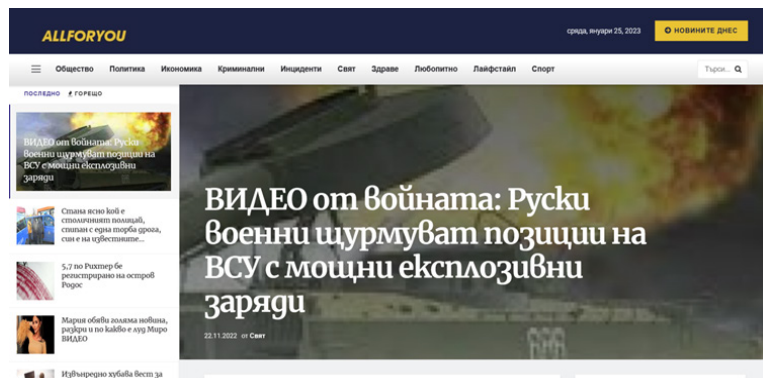 ALLFORYOU
сряда, януари 25, 2023
НОВИНИТЕ ДНЕС
Общество Политика Икономика Криминални Инциденти Свят Здраве Любопитно Лайфстайл Спорт
Търси...
ПОСЛЕДНО ГОРЕЩО
ВИДЕО от войната: Руски
военни щурмуват позиции на
ВСУ с мощни експлозивни
заряди
Стана ясно кой е
столичният полицай,
спипан с една торба дрога,
син е на известните...
5,7 по Рихтер бе
регистрирано на остров
Родос
Мария обяви голяма новина,
разкри и по какво е луд Миро
ВИДЕО
Извънредно хубава вест за
ВИДЕО от войната: Руски
военни щурмуват позиции на
ВСУ с мощни експлозивни
заряди
22.11.2022 от Свят